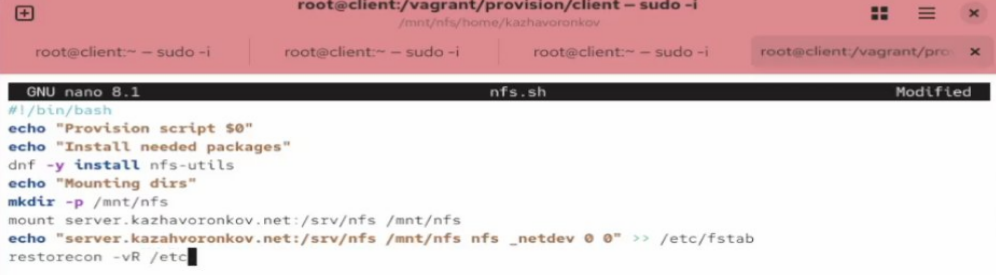 root@client:/vagrant/provision/client — sudo -i
/mnt/nfs/home/kazhavoronkov
root@client:~ — sudo -i
root@client:~ — sudo -i
root@client:~ — sudo -i
root@client:/vagrant/pro
GNU nano 8.1 nfs.sh Modified
#!/bin/bash
echo "Provision script $0"
echo "Install needed packages"
dnf -y install nfs-utils
echo "Mounting dirs"
mkdir -p /mnt/nfs
mount server.kazhavoronkov.net:/srv/nfs /mnt/nfs
echo "server.kazahvoronkov.net:/srv/nfs /mnt/nfs nfs _netdev 0 0" >> /etc/fstab
restorecon -vR /etc